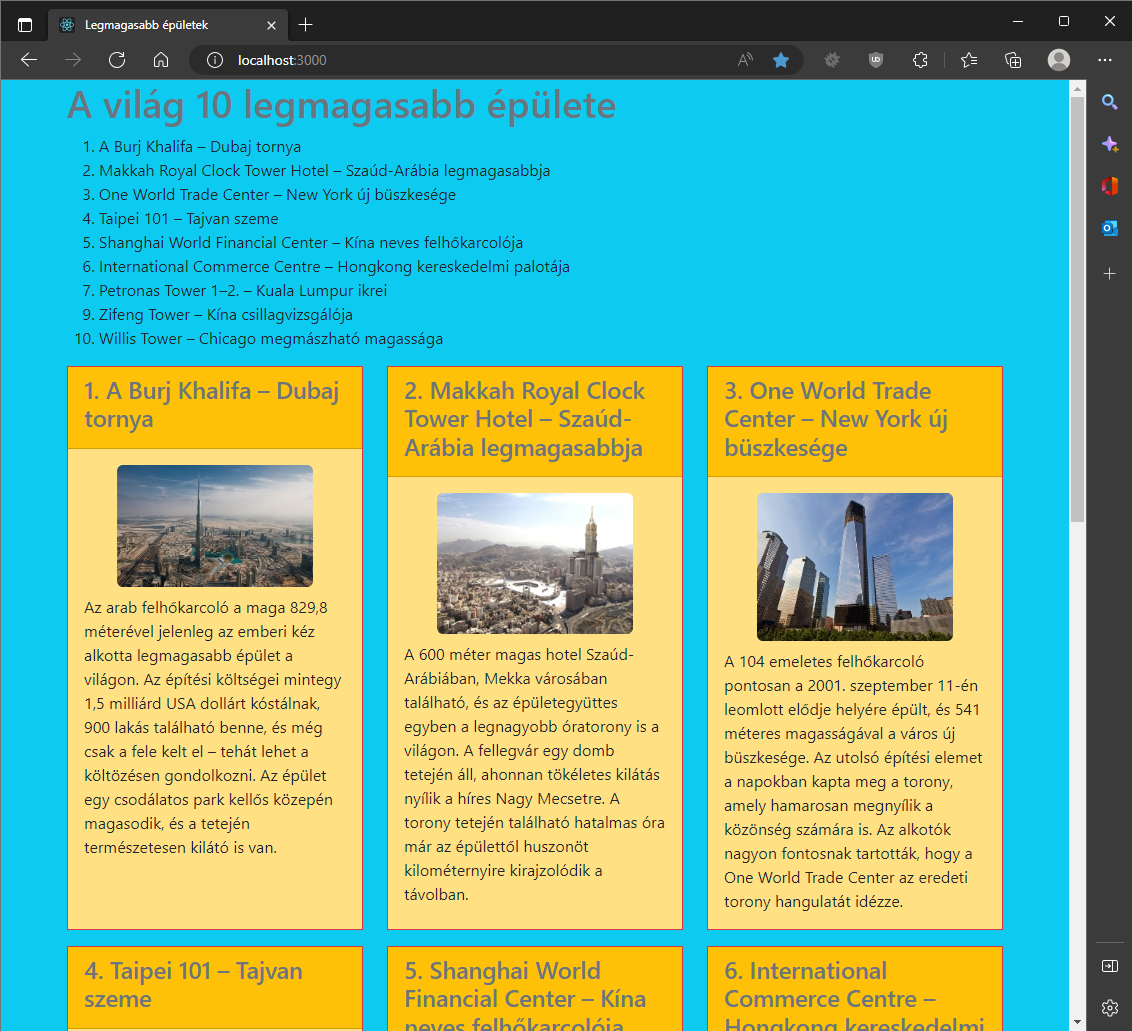 Legmagasabb épületek
localhost:3000
A világ 10 legmagasabb épülete
1. A Burj Khalifa – Dubaj tornya
2. Makkah Royal Clock Tower Hotel – Szaúd-Arábia legmagasabbja
3. One World Trade Center – New York új büszkesége
4. Taipei 101 – Tajvan szeme
5. Shanghai World Financial Center – Kína neves felhőkarcolója
6. International Commerce Centre – Hongkong kereskedelmi palotája
7. Petronas Tower 1–2. – Kuala Lumpur ikrei
9. Zifeng Tower – Kína csillagvizsgálója
10. Willis Tower – Chicago megmászható magassága
1. A Burj Khalifa – Dubaj
tornya
Az arab felhőkarcoló a maga 829,8
méterével jelenleg az emberi kéz
alkotta legmagasabb épület a
világon. Az építési költségei mintegy
1,5 milliárd USA dollárt kóstálnak,
900 lakás található benne, és még
csak a fele kelt el – tehát lehet a
költözésen gondolkozni. Az épület
egy csodálatos park kellős közepén
magasodik, és a tetején
természetesen kilátó is van.
2. Makkah Royal Clock
Tower Hotel – Szaúd-
Arábia legmagasabbja
A 600 méter magas hotel Szaúd-
Arábiában, Mekka városában
található, és az épületegyüttes
egyben a legnagyobb óratorony is a
világon. A fellegvár egy domb
tetején áll, ahonnan tökéletes kilátás
nyílik a híres Nagy Mecsetre. A
torony tetején található hatalmas óra
már az épülettől huszonöt
kilométernyire kirajzolódik a
távolban.
3. One World Trade
Center – New York új
büszkesége
A 104 emeletes felhőkarcoló
pontosan a 2001. szeptember 11-én
leomlott elődje helyére épült, és 541
méteres magasságával a város új
büszkesége. Az utolsó építési elemet
a napokban kapta meg a torony,
amely hamarosan megnyílik a
közönség számára is. Az alkotók
nagyon fontosnak tartották, hogy a
One World Trade Center az eredeti
torony hangulatát idézze.
4. Taipei 101 – Tajvan
szeme
5. Shanghai World
Financial Center – Kína
neves felhőkarcolója
6. International
Commerce Centre –
Hongkong kereskedelmi